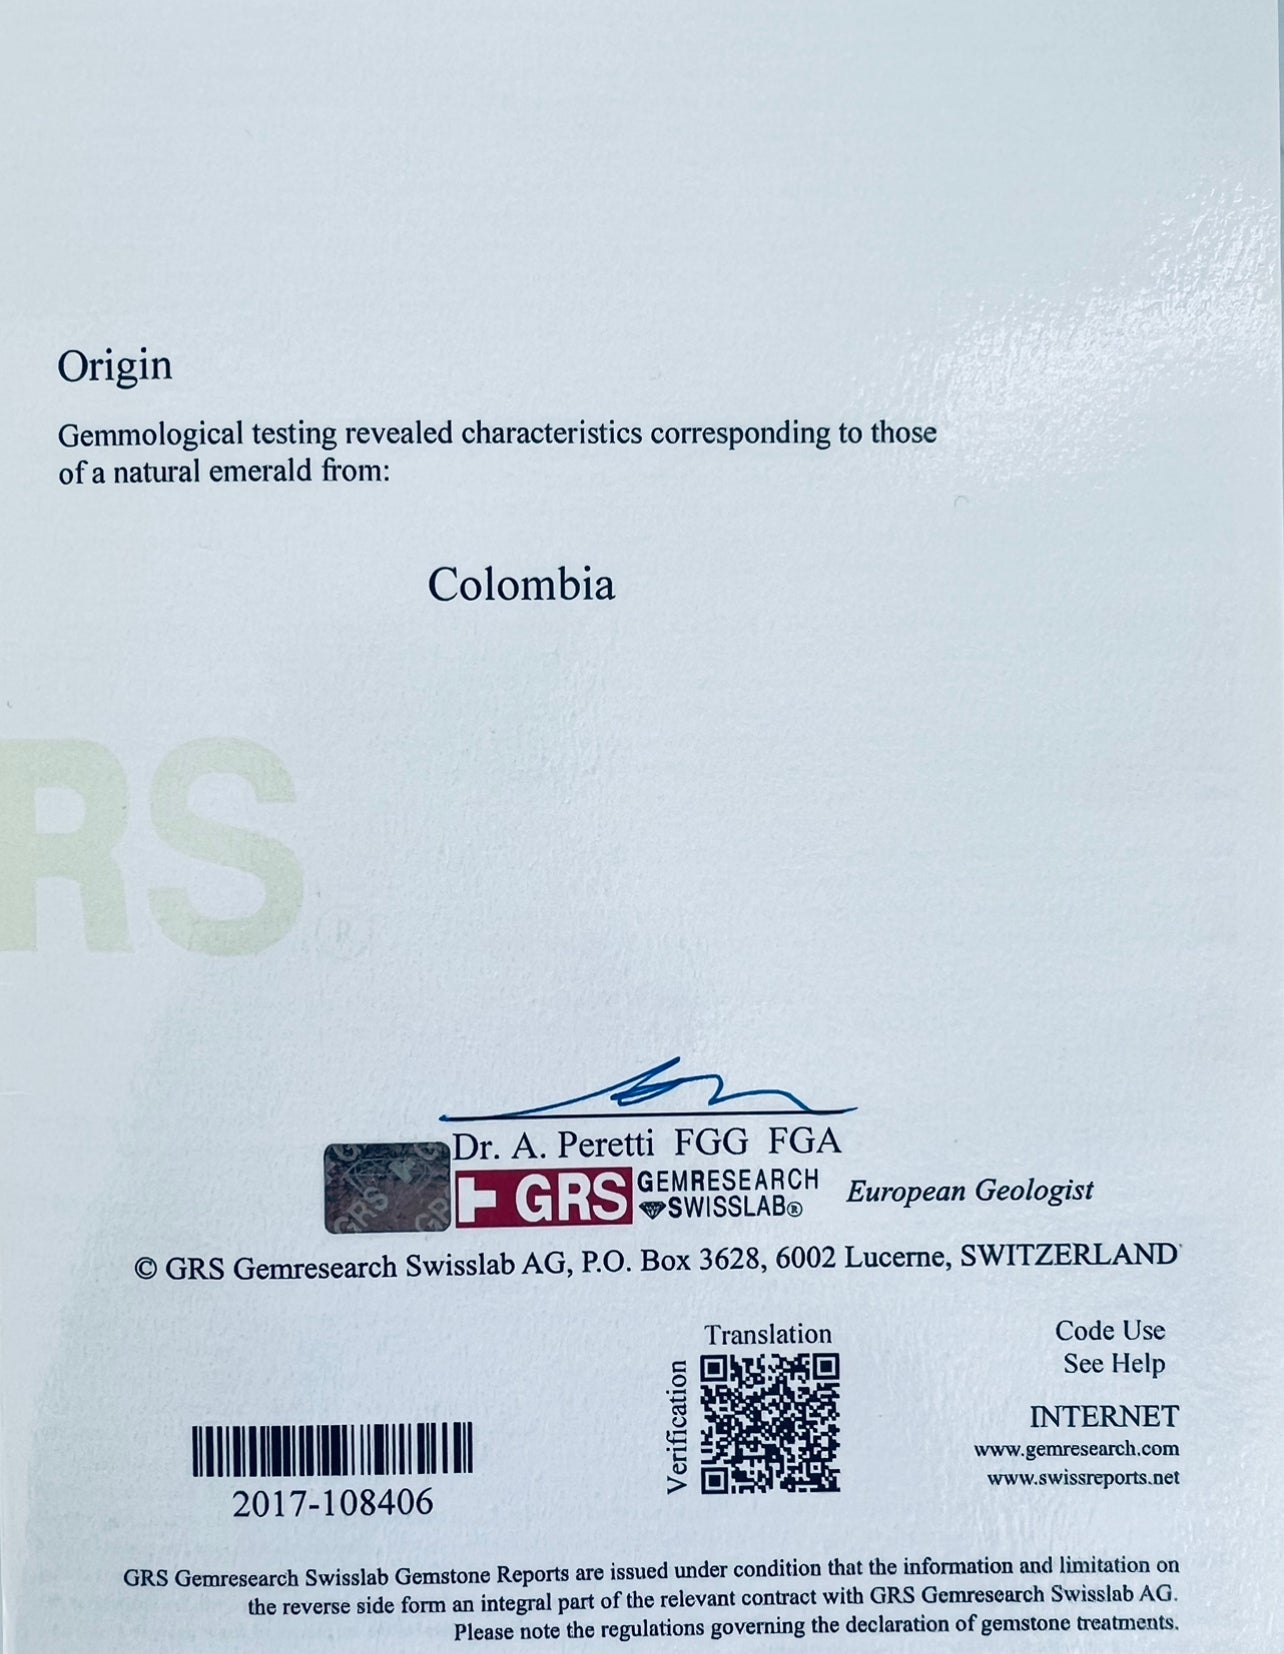 Origin
Gemmological testing revealed characteristics corresponding to those
of a natural emerald from:
Colombia
RS®
Dr. A. Peretti FGG FGA
GRS GEMRESEARCH
SWISSLAB®
European Geologist
© GRS Gemresearch Swisslab AG, P.O. Box 3628, 6002 Lucerne, SWITZERLAND
Translation
Verification
Code Use
See Help
INTERNET
www.gemresearch.com
www.swissreports.net
2017-108406
GRS Gemresearch Swisslab Gemstone Reports are issued under condition that the information and limitation on
the reverse side form an integral part of the relevant contract with GRS Gemresearch Swisslab AG.
Please note the regulations governing the declaration of gemstone treatments.